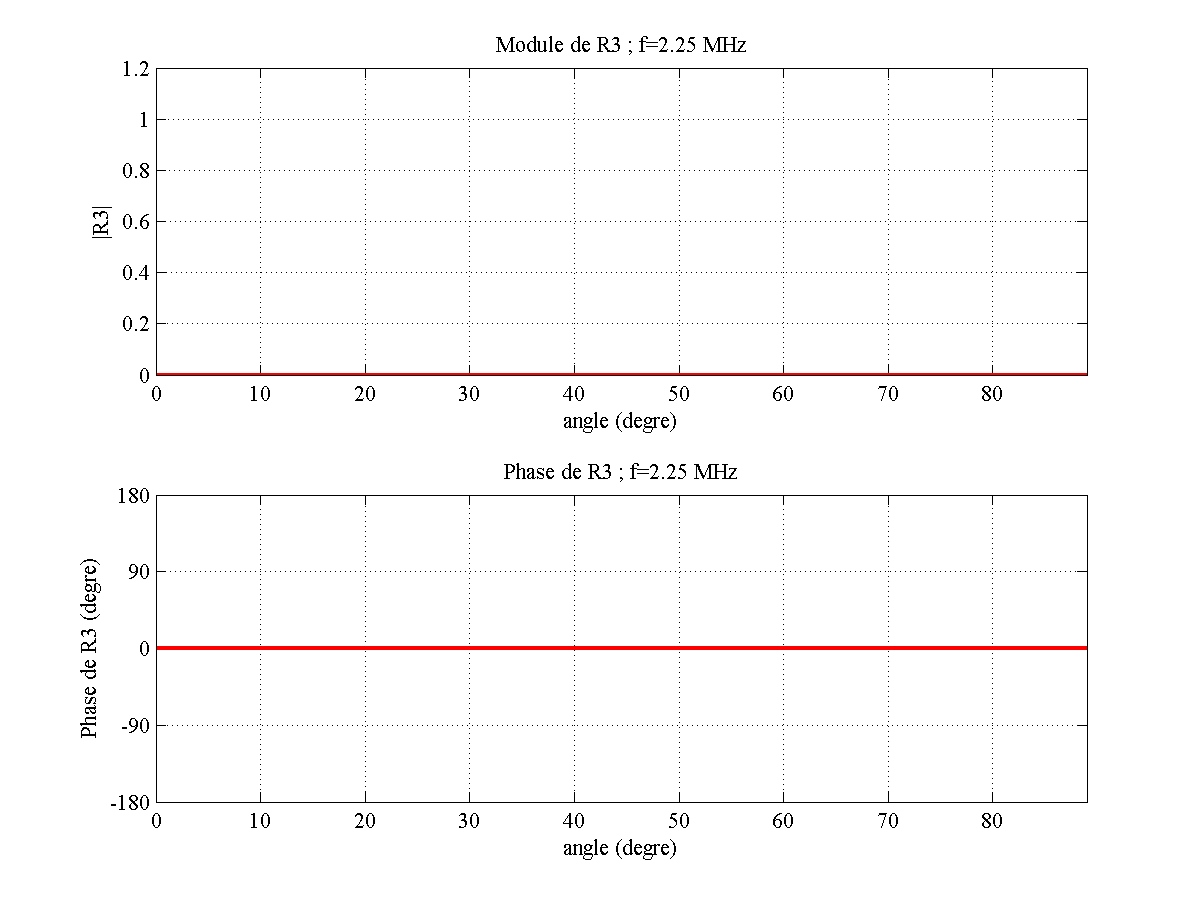 Module de R3 ; f=2.25 MHz
1.2
1
0.8
0.6
0.4
0.2
0
|R3|
0 10 20 30 40 50 60 70 80
angle (degre)
Phase de R3 ; f=2.25 MHz
180
90
0
-90
-180
Phase de R3 (degre)
0 10 20 30 40 50 60 70 80
angle (degre)